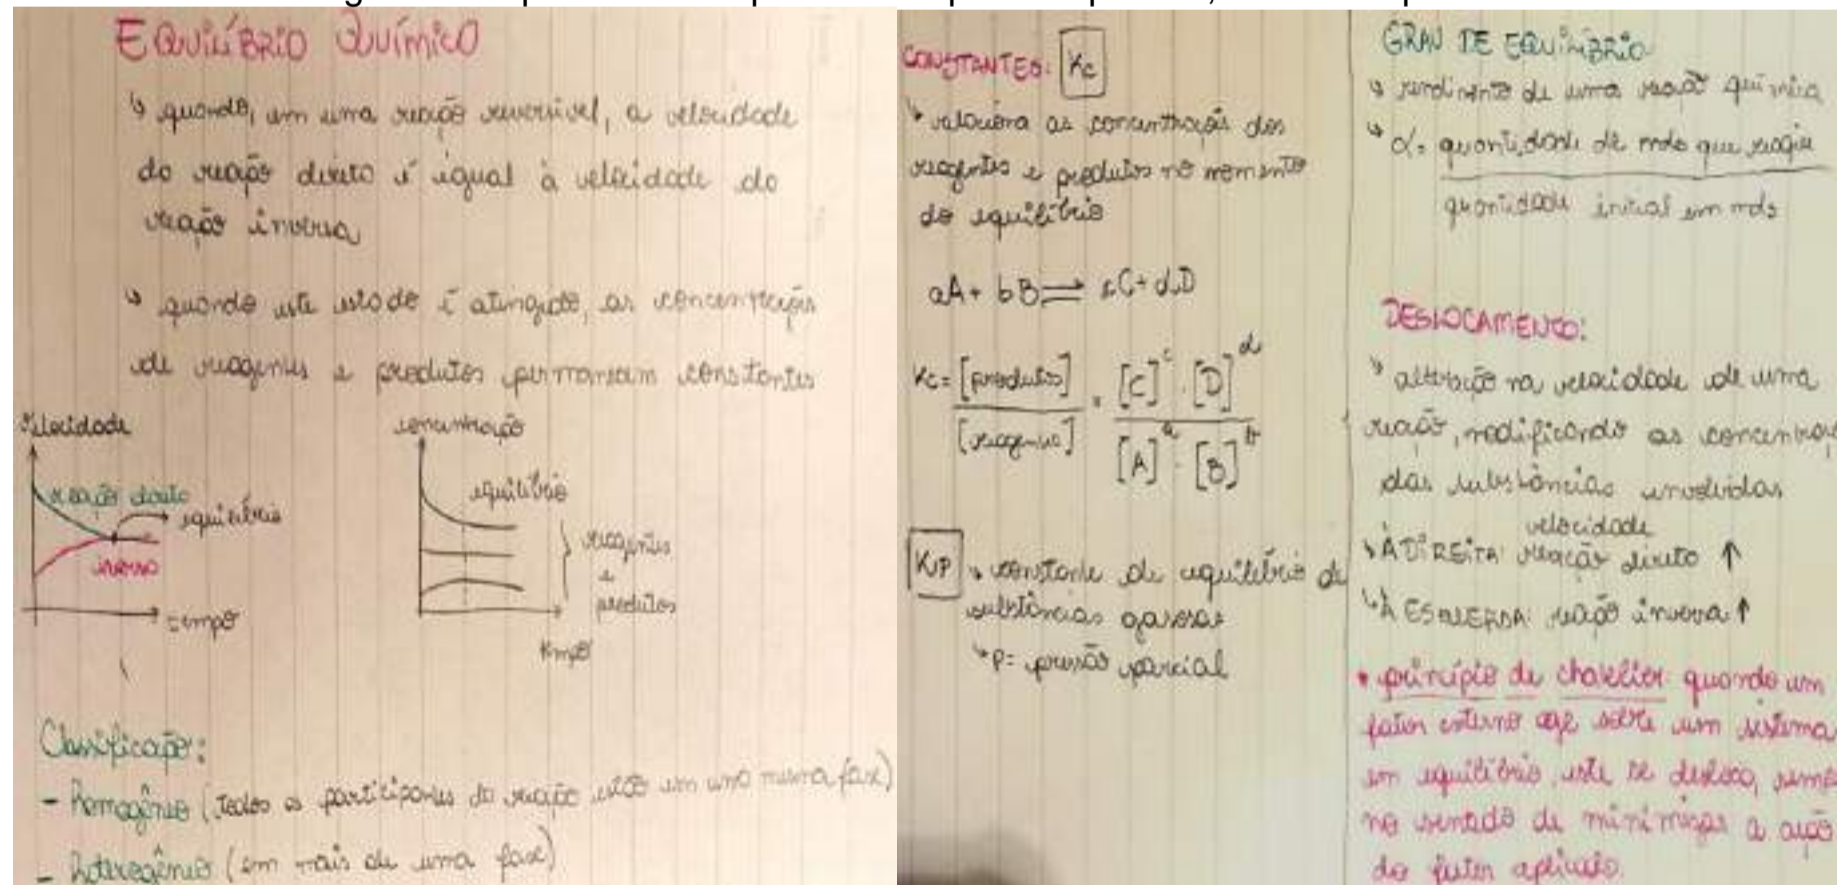 EQUILÍBRIO QUÍMICO
↳ quando, em uma reação reversível, a velocidade
da reação direta é igual à velocidade da
reação inversa
↳ quando este estado é atingido, as concentrações
de reagentes e produtos permanecem constantes
velocidade
reação direta
equilíbrio
inversa
tempo
concentração
equilíbrio
reagentes
e
produtos
tempo
Classificação:
- Homogêneo (todos os participantes da reação estão em uma mesma fase)
- Heterogêneo (em mais de uma fase)
CONSTANTES: Kc
↳ relaciona as concentrações dos
reagentes e produtos no momento
do equilíbrio
aA + bB ⇌ cC + dD
Kc = [produtos] / [reagentes] = [C]^c · [D]^d / [A]^a · [B]^b
Kp ↳ constante de equilíbrio de
substâncias gasosas
↳ P = pressão parcial
GRAU DE EQUILÍBRIO
↳ rendimento de uma reação química
↳ α = quantidade de mols que reagiu
quantidade inicial em mols
DESLOCAMENTO:
↳ alteração na velocidade de uma
reação, modificando as
das substâncias envolvidas
velocidade
↳ À DIREITA: reação direta ↑
↳ À ESQUERDA: reação inversa ↑
• princípio de chatelier: quando um
fator externo age sobre um sistema
em equilíbrio, este se desloca,
no sentido de minimizar a ação
do fator aplicado.